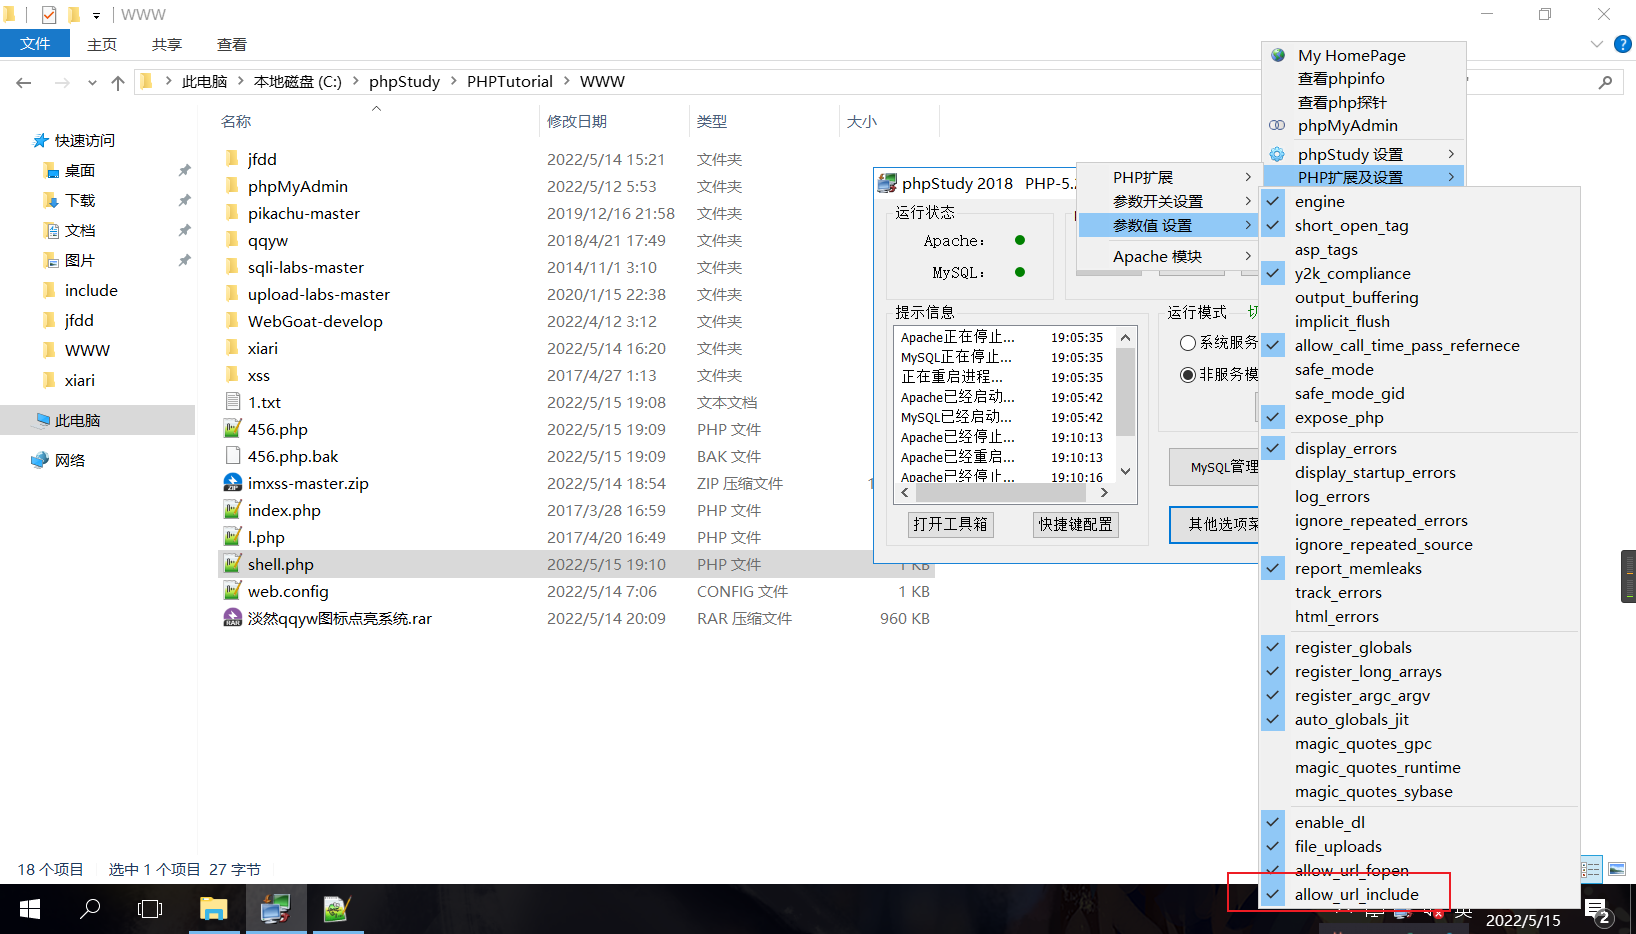 WWW
文件 主页 共享 查看
此电脑 本地磁盘 (C:) phpStudy PHPTutorial WWW
快速访问
桌面
下载
文档
图片
include
jfdd
WWW
xiari
此电脑
网络
名称 修改日期 类型 大小
jfdd 2022/5/14 15:21 文件夹
phpMyAdmin 2022/5/12 5:53 文件夹
pikachu-master 2019/12/16 21:58 文件夹
qqyw 2018/4/21 17:49 文件夹
sqli-labs-master 2014/11/1 3:10 文件夹
upload-labs-master 2020/1/15 22:38 文件夹
WebGoat-develop 2022/4/12 3:12 文件夹
xiari 2022/5/14 16:20 文件夹
xss 2017/4/27 1:13 文件夹
1.txt 2022/5/15 19:08 文本文档
456.php 2022/5/15 19:09 PHP 文件
456.php.bak 2022/5/15 19:09 BAK 文件
imxss-master.zip 2022/5/14 18:54 ZIP 压缩文件 1
index.php 2017/3/28 16:59 PHP 文件
l.php 2017/4/20 16:49 PHP 文件
shell.php 2022/5/15 19:10 PHP 文件 1 KB
web.config 2022/5/14 7:06 CONFIG 文件 1 KB
淡然qqyw图标点亮系统.rar 2022/5/14 20:09 RAR 压缩文件 960 KB
18 个项目 选中 1 个项目 27 字节
phpStudy 2018 PHP-5.
运行状态
Apache:
MySQL:
提示信息
Apache正在停止... 19:05:35
MySQL正在停止... 19:05:35
正在重启进程... 19:05:35
Apache已经启动... 19:05:42
MySQL已经启动... 19:05:42
Apache已经停止... 19:10:13
Apache已经重启... 19:10:13
Apache已经停止... 19:10:16
打开工具箱 快捷键配置
运行模式 切
系统服务
非服务模
MySQL管理
其他选项菜
PHP扩展
参数开关设置
参数值 设置
Apache 模块
My HomePage
查看phpinfo
查看php探针
phpMyAdmin
phpStudy 设置
PHP扩展及设置
engine
short_open_tag
asp_tags
y2k_compliance
output_buffering
implicit_flush
allow_call_time_pass_refernece
safe_mode
safe_mode_gid
expose_php
display_errors
display_startup_errors
log_errors
ignore_repeated_errors
ignore_repeated_source
report_memleaks
track_errors
html_errors
register_globals
register_long_arrays
register_argc_argv
auto_globals_jit
magic_quotes_gpc
magic_quotes_runtime
magic_quotes_sybase
enable_dl
file_uploads
allow_url_fopen
allow_url_include
英
2022/5/15
2